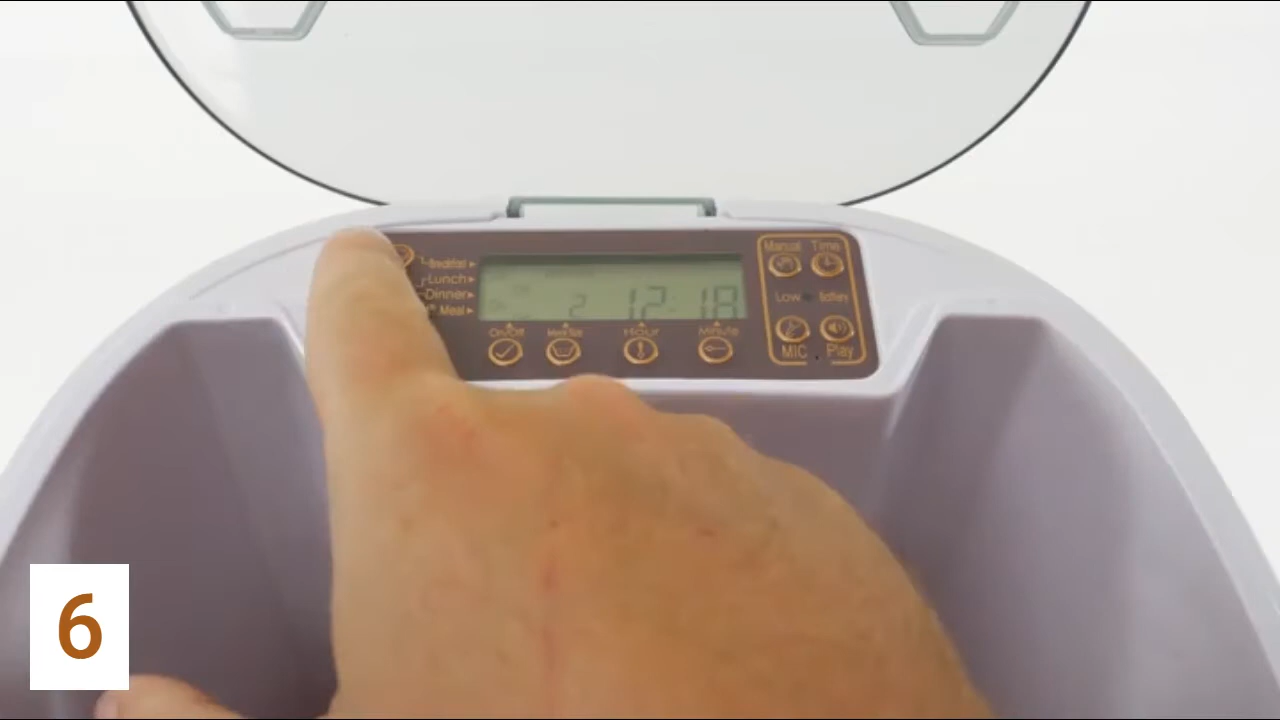 Manual Time
Breakfast
Lunch
Dinner
Meal
2 12:18
Low Battery
On/Off Meal Size Hour Minute
MIC Play
6